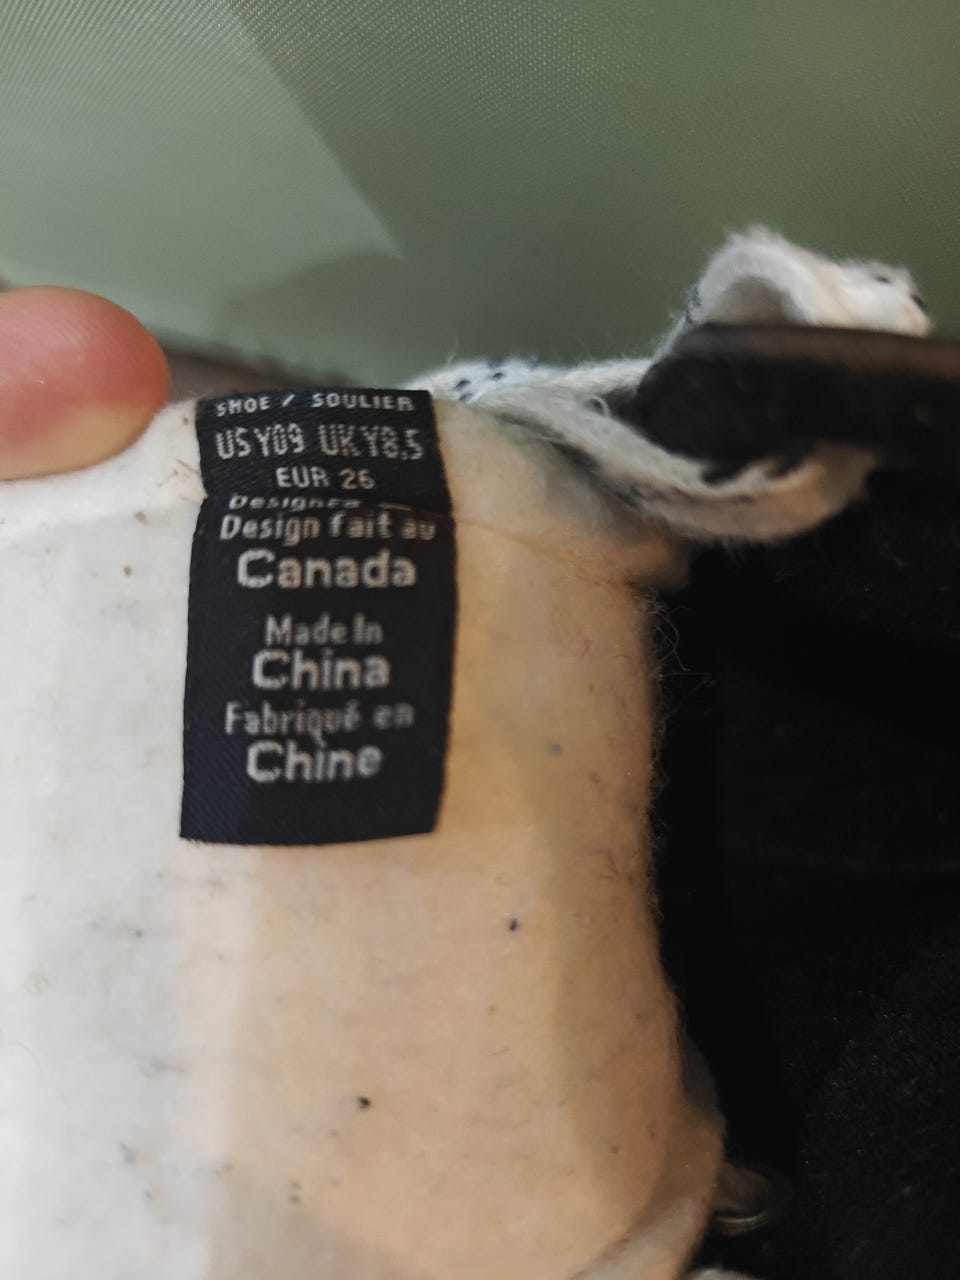 SHOE / SOULIER
US Y09 UK Y8.5
EUR 26
Design fait au
Canada
Made In
China
Fabriqué en
Chine